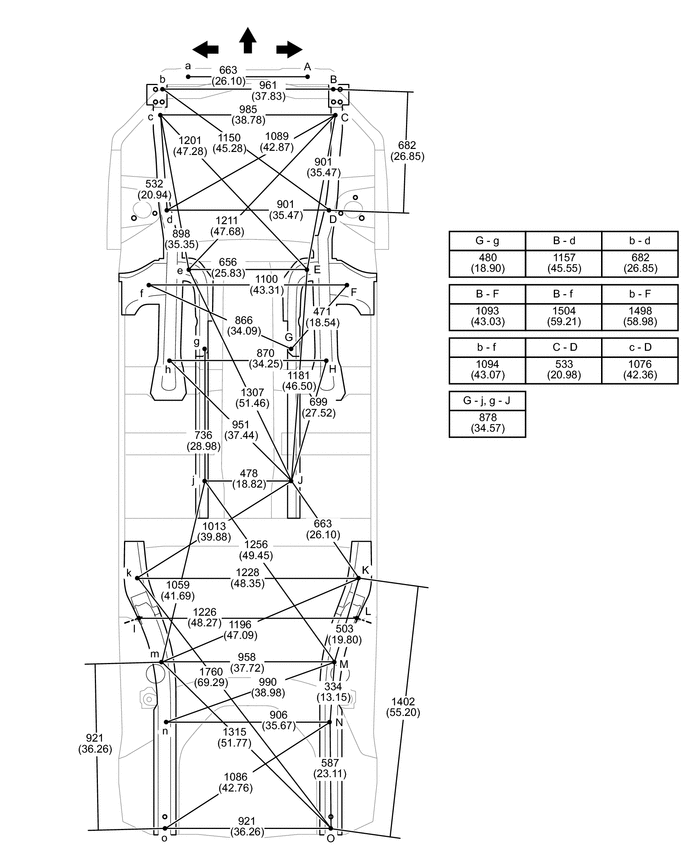 a
A
663
(26.10)
b
961
B
(37.83)
c
985
C
(38.78)
1201
(47.28)
1150
(45.28)
1089
(42.87)
682
(26.85)
901
(35.47)
532
(20.94)
d
901
D
(35.47)
898
(35.35)
1211
(47.68)
e
656
E
(25.83)
f
1100
F
(43.31)
866
(34.09)
471
(18.54)
g
G
h
870
H
(34.25)
1181
(46.50)
1307
(51.46)
699
(27.52)
951
(37.44)
736
(28.98)
j
478
J
(18.82)
1013
(39.88)
663
(26.10)
1256
(49.45)
k
1228
K
(48.35)
1059
(41.69)
l
1226
L
(48.27)
1196
(47.09)
503
(19.80)
m
958
M
(37.72)
1760
(69.29)
990
(38.98)
334
(13.15)
1402
(55.20)
n
906
N
(35.67)
921
(36.26)
1315
(51.77)
587
(23.11)
1086
(42.76)
o
921
O
(36.26)
G - g B - d b - d
480 1157 682
(18.90) (45.55) (26.85)
B - F B - f b - F
1093 1504 1498
(43.03) (59.21) (58.98)
b - f C - D c - D
1094 533 1076
(43.07) (20.98) (42.36)
G - j, g - J
878
(34.57)